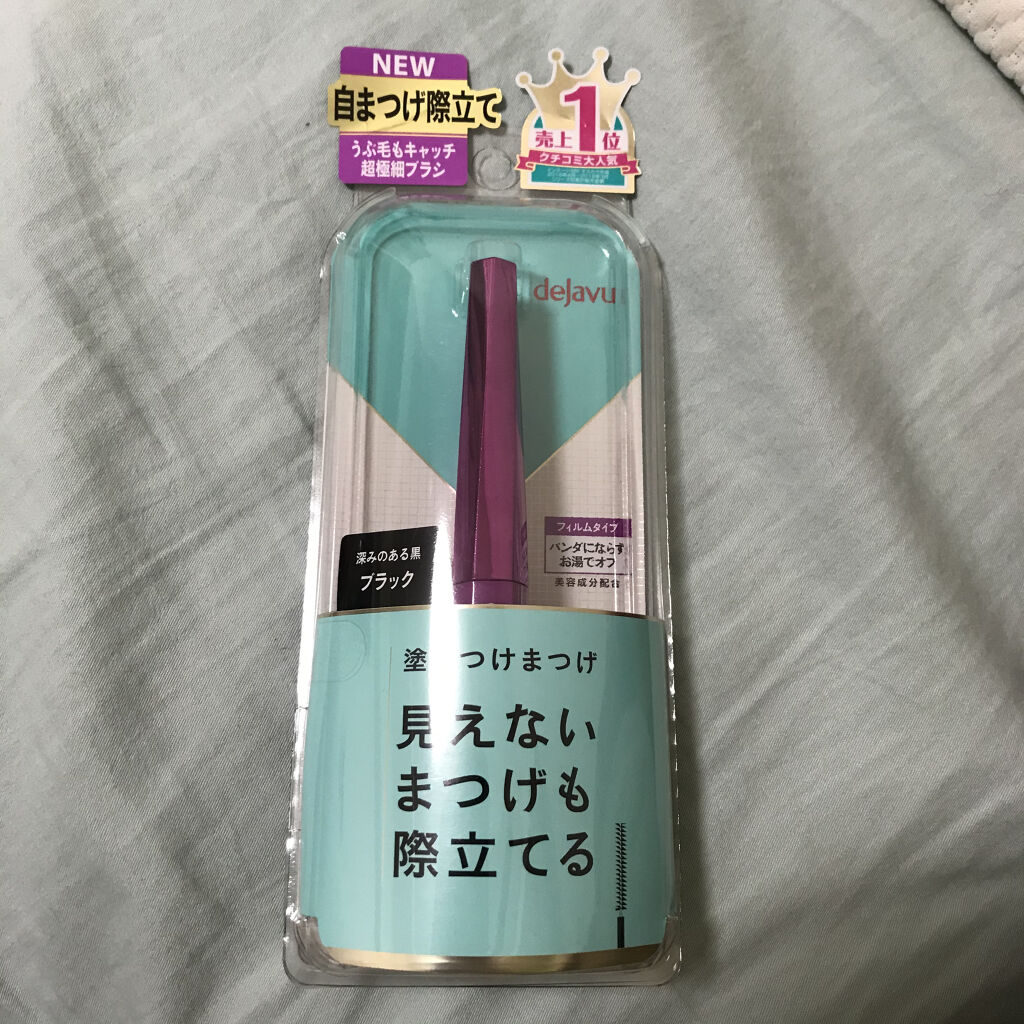 NEW
自まつげ際立て
うぶ毛もキャッチ
超極細ブラシ
売上1位
クチコミ大人気
dejavu
フィルムタイプ
パンダにならず
お湯でオフ
美容成分配合
深みのある黒
ブラック
塗 つけまつげ
見えない
まつげも
際立てる